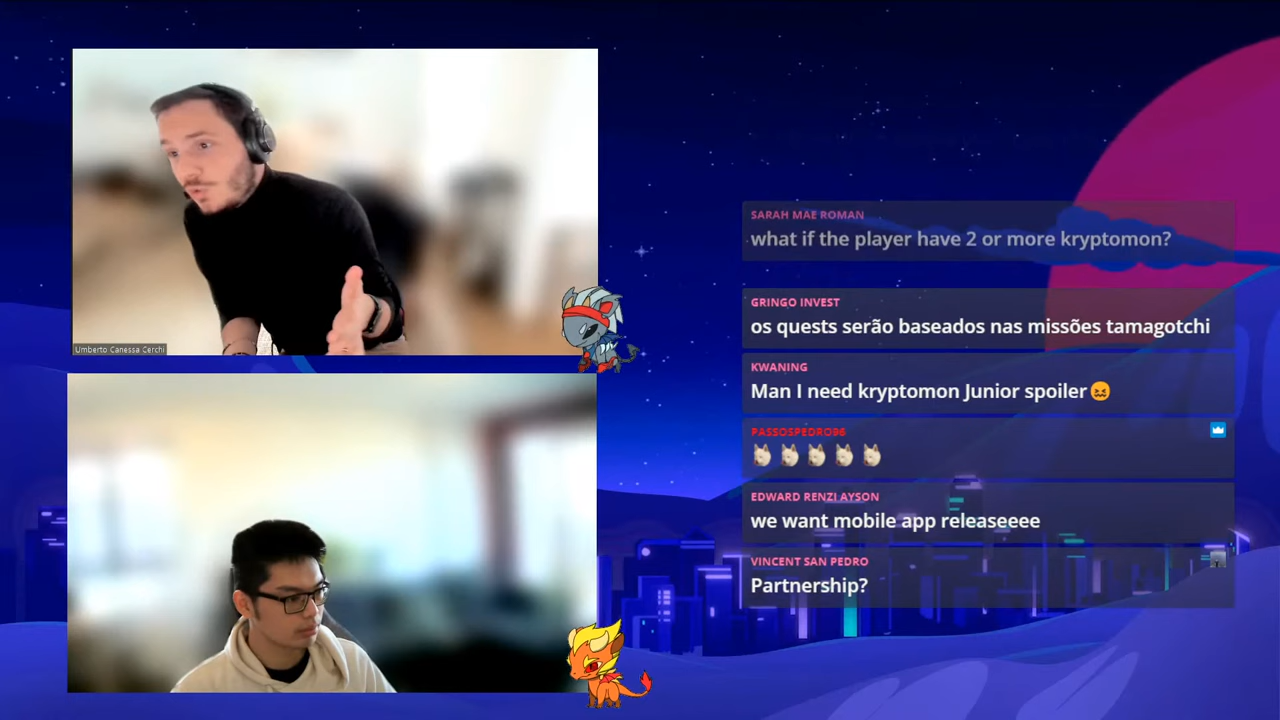 Umberto Canessa Cerchi
SARAH MAE ROMAN
what if the player have 2 or more kryptomon?
GRINGO INVEST
os quests serão baseados nas missões tamagotchi
KWANING
Man I need kryptomon Junior spoiler😖
PASSOSPEDRO96
EDWARD RENZI AYSON
we want mobile app releaseeee
VINCENT SAN PEDRO
Partnership?